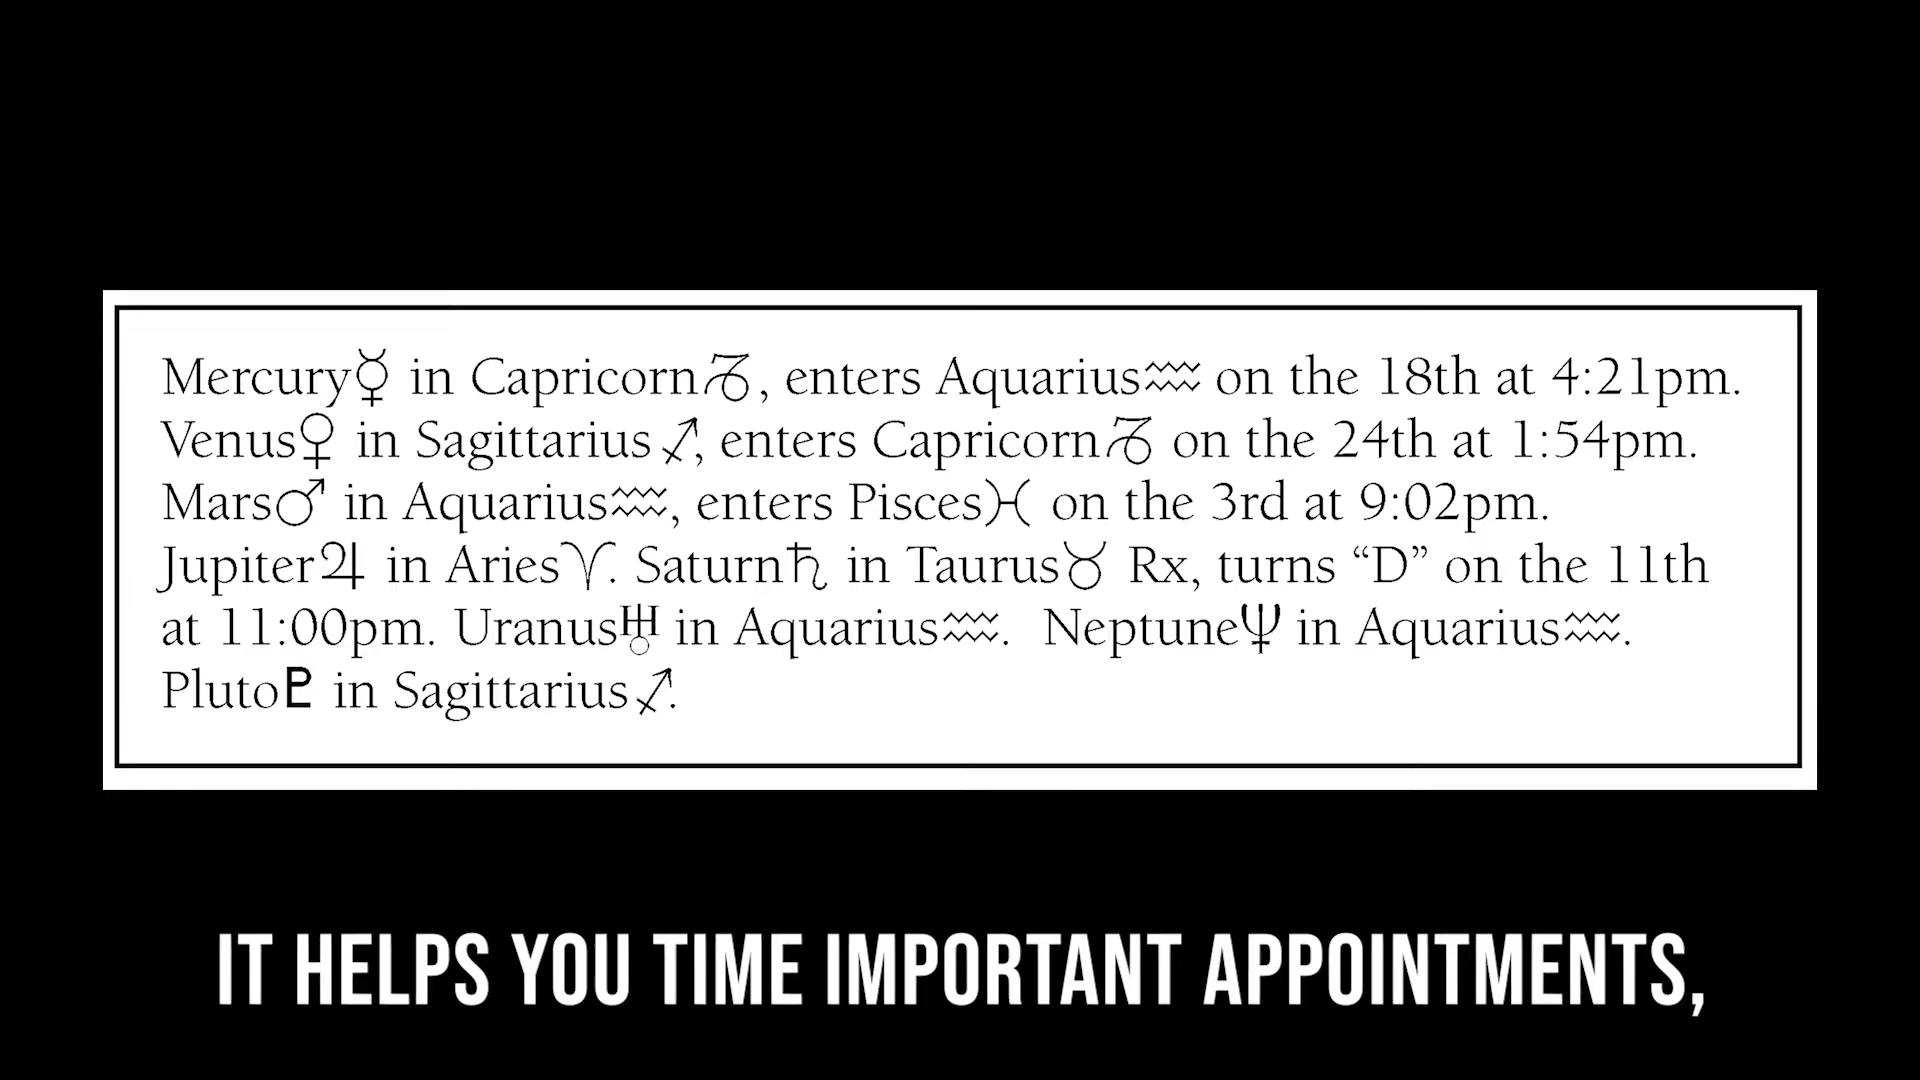 Mercury☿ in Capricorn♑, enters Aquarius♒ on the 18th at 4:21pm.
Venus♀ in Sagittarius♐, enters Capricorn♑ on the 24th at 1:54pm.
Mars♂ in Aquarius♒, enters Pisces♓ on the 3rd at 9:02pm.
Jupiter♃ in Aries♈. Saturn♄ in Taurus♉ Rx, turns “D” on the 11th
at 11:00pm. Uranus♅ in Aquarius♒. Neptune♆ in Aquarius♒.
Pluto♇ in Sagittarius♐.
IT HELPS YOU TIME IMPORTANT APPOINTMENTS,